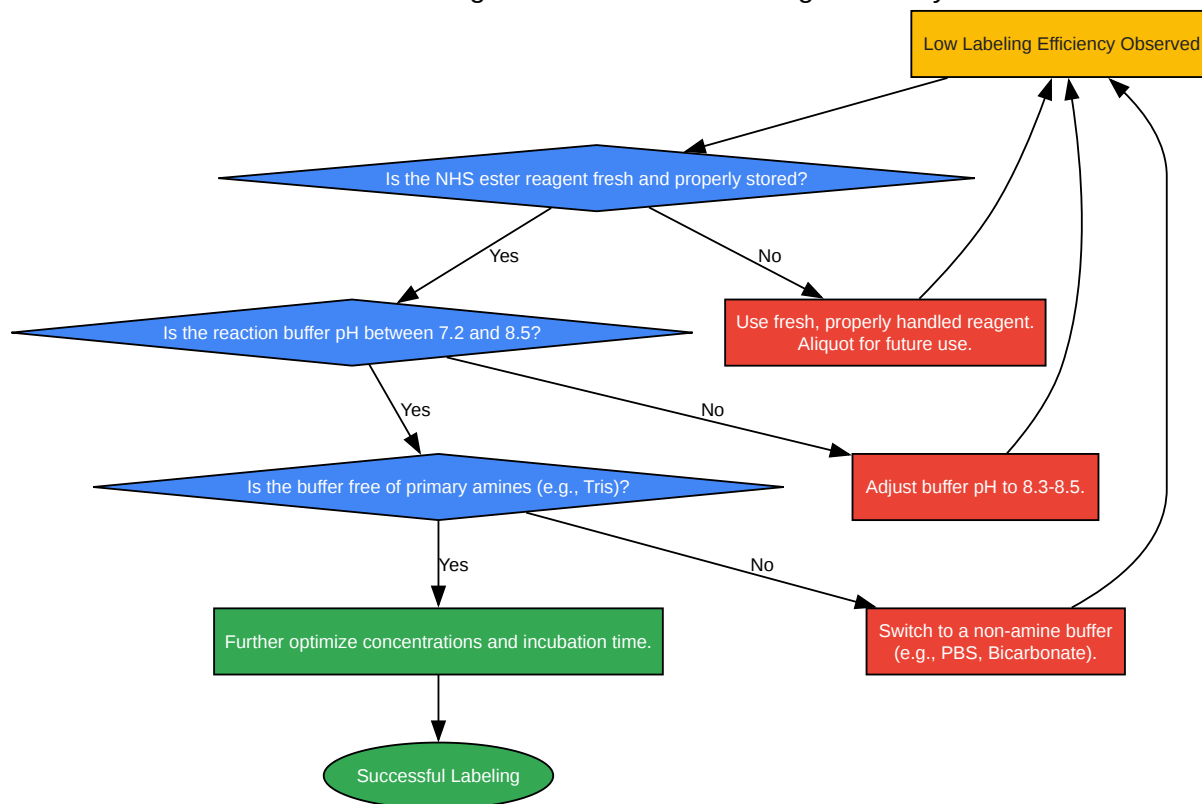 Low Labeling Efficiency Observed
Is the NHS ester reagent fresh and properly stored?
Yes
No
Is the reaction buffer pH between 7.2 and 8.5?
Use fresh, properly handled reagent.
Aliquot for future use.
Yes
No
Is the buffer free of primary amines (e.g., Tris)?
Adjust buffer pH to 8.3-8.5.
Yes
No
Further optimize concentrations and incubation time.
Switch to a non-amine buffer
(e.g., PBS, Bicarbonate).
Successful Labeling